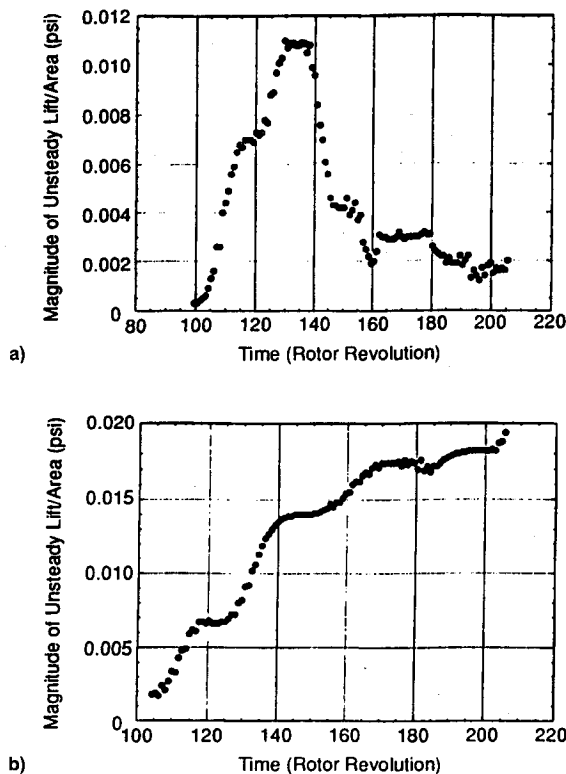 Magnitude of Unsteady Lift/Area (psi)
0.012
0.010
0.008
0.006
0.004
0.002
0
80 100 120 140 160 180 200 220
Time (Rotor Revolution)
a)
Magnitude of Unsteady Lift/Area (psi)
0.020
0.015
0.010
0.005
0
100 120 140 160 180 200 220
Time (Rotor Revolution)
b)